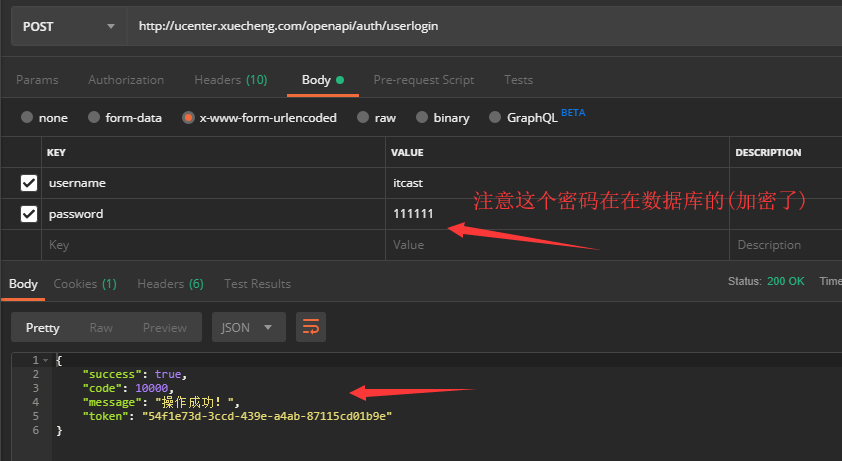 POST http://ucenter.xuecheng.com/openapi/auth/userlogin
Params Authorization Headers (10) Body Pre-request Script Tests
none form-data x-www-form-urlencoded raw binary GraphQL BETA
KEY VALUE DESCRIPTION
username itcast
注意这个密码在在数据库的(加密了)
password 111111
Key Value Description
Body Cookies (1) Headers (6) Test Results Status: 200 OK Time
Pretty Raw Preview JSON
1 {
2 "success": true,
3 "code": 10000,
4 "message": "操作成功！",
5 "token": "54f1e73d-3ccd-439e-a4ab-87115cd01b9e"
6 }